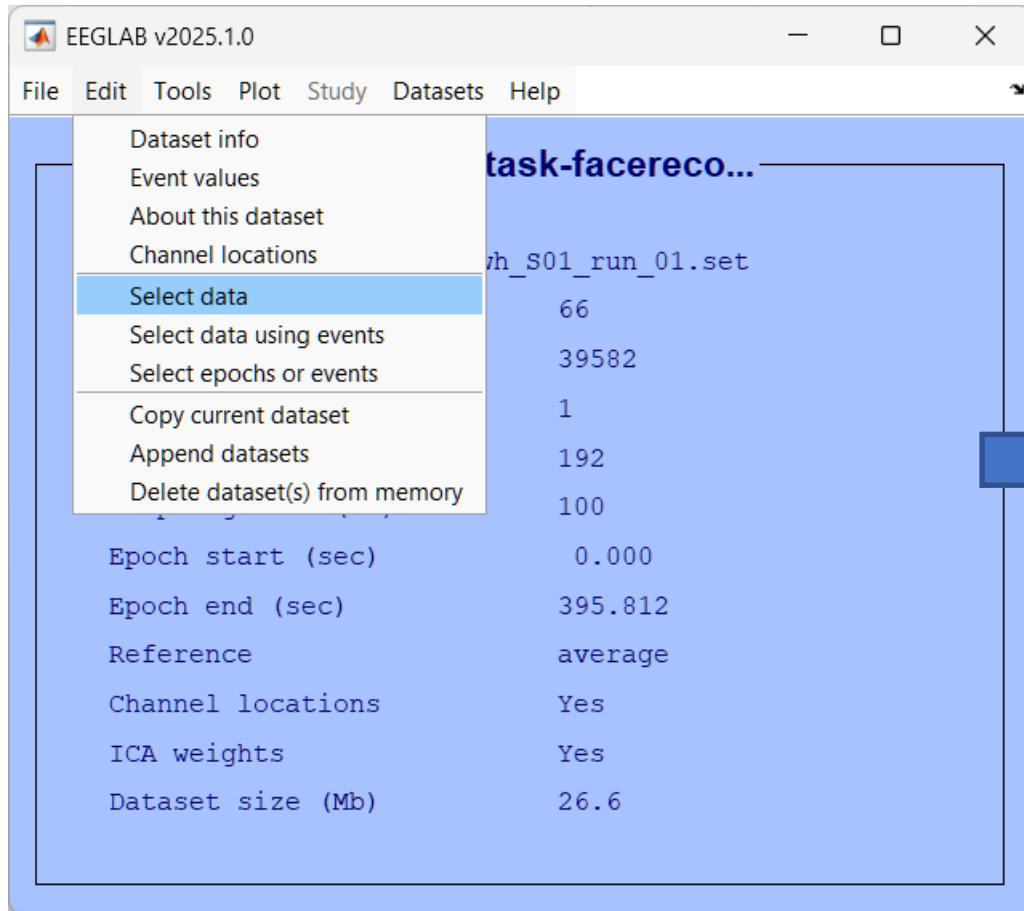 EEGLAB v2025.1.0
File Edit Tools Plot Study Datasets Help
Dataset info
Event values
About this dataset
Channel locations
Select data
Select data using events
Select epochs or events
Copy current dataset
Append datasets
Delete dataset(s) from memory
task-facereco...
_S01_run_01.set
66
39582
1
192
100
Epoch start (sec) 0.000
Epoch end (sec) 395.812
Reference average
Channel locations Yes
ICA weights Yes
Dataset size (Mb) 26.6